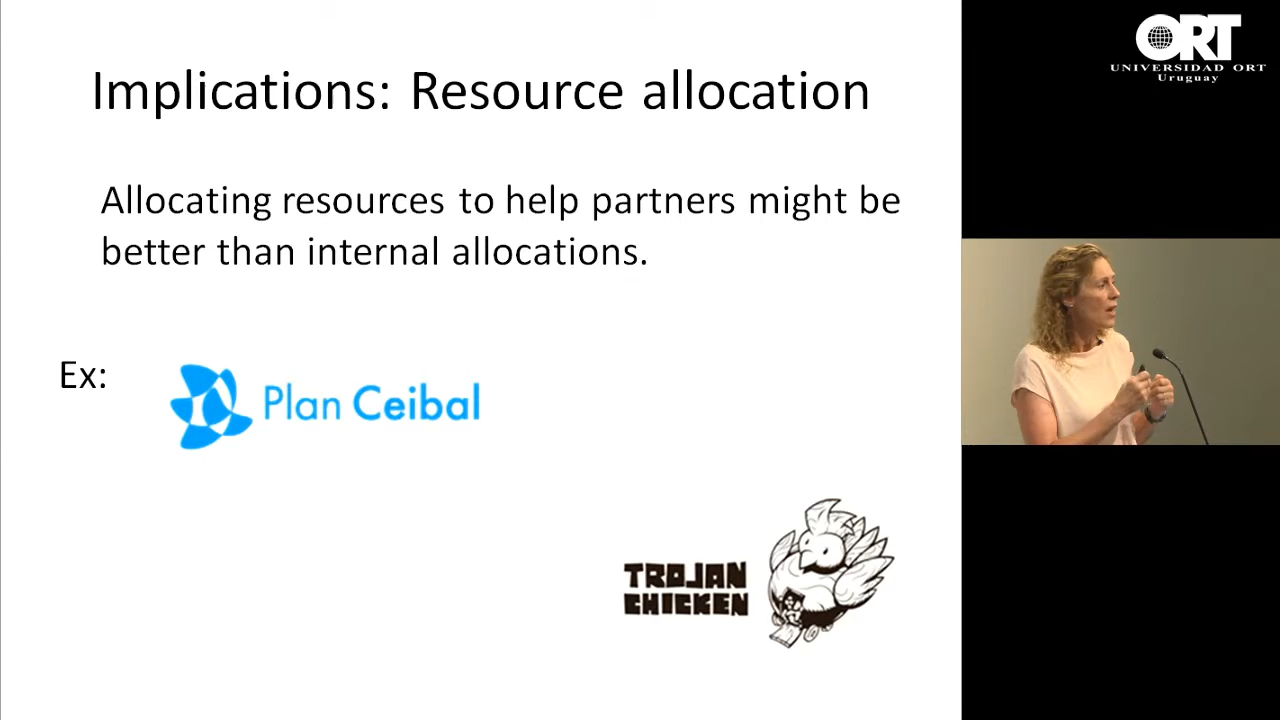 Implications: Resource allocation
Allocating resources to help partners might be
better than internal allocations.
Ex:
Plan Ceibal
TROJAN
CHICKEN
ORT
UNIVERSIDAD ORT
Uruguay